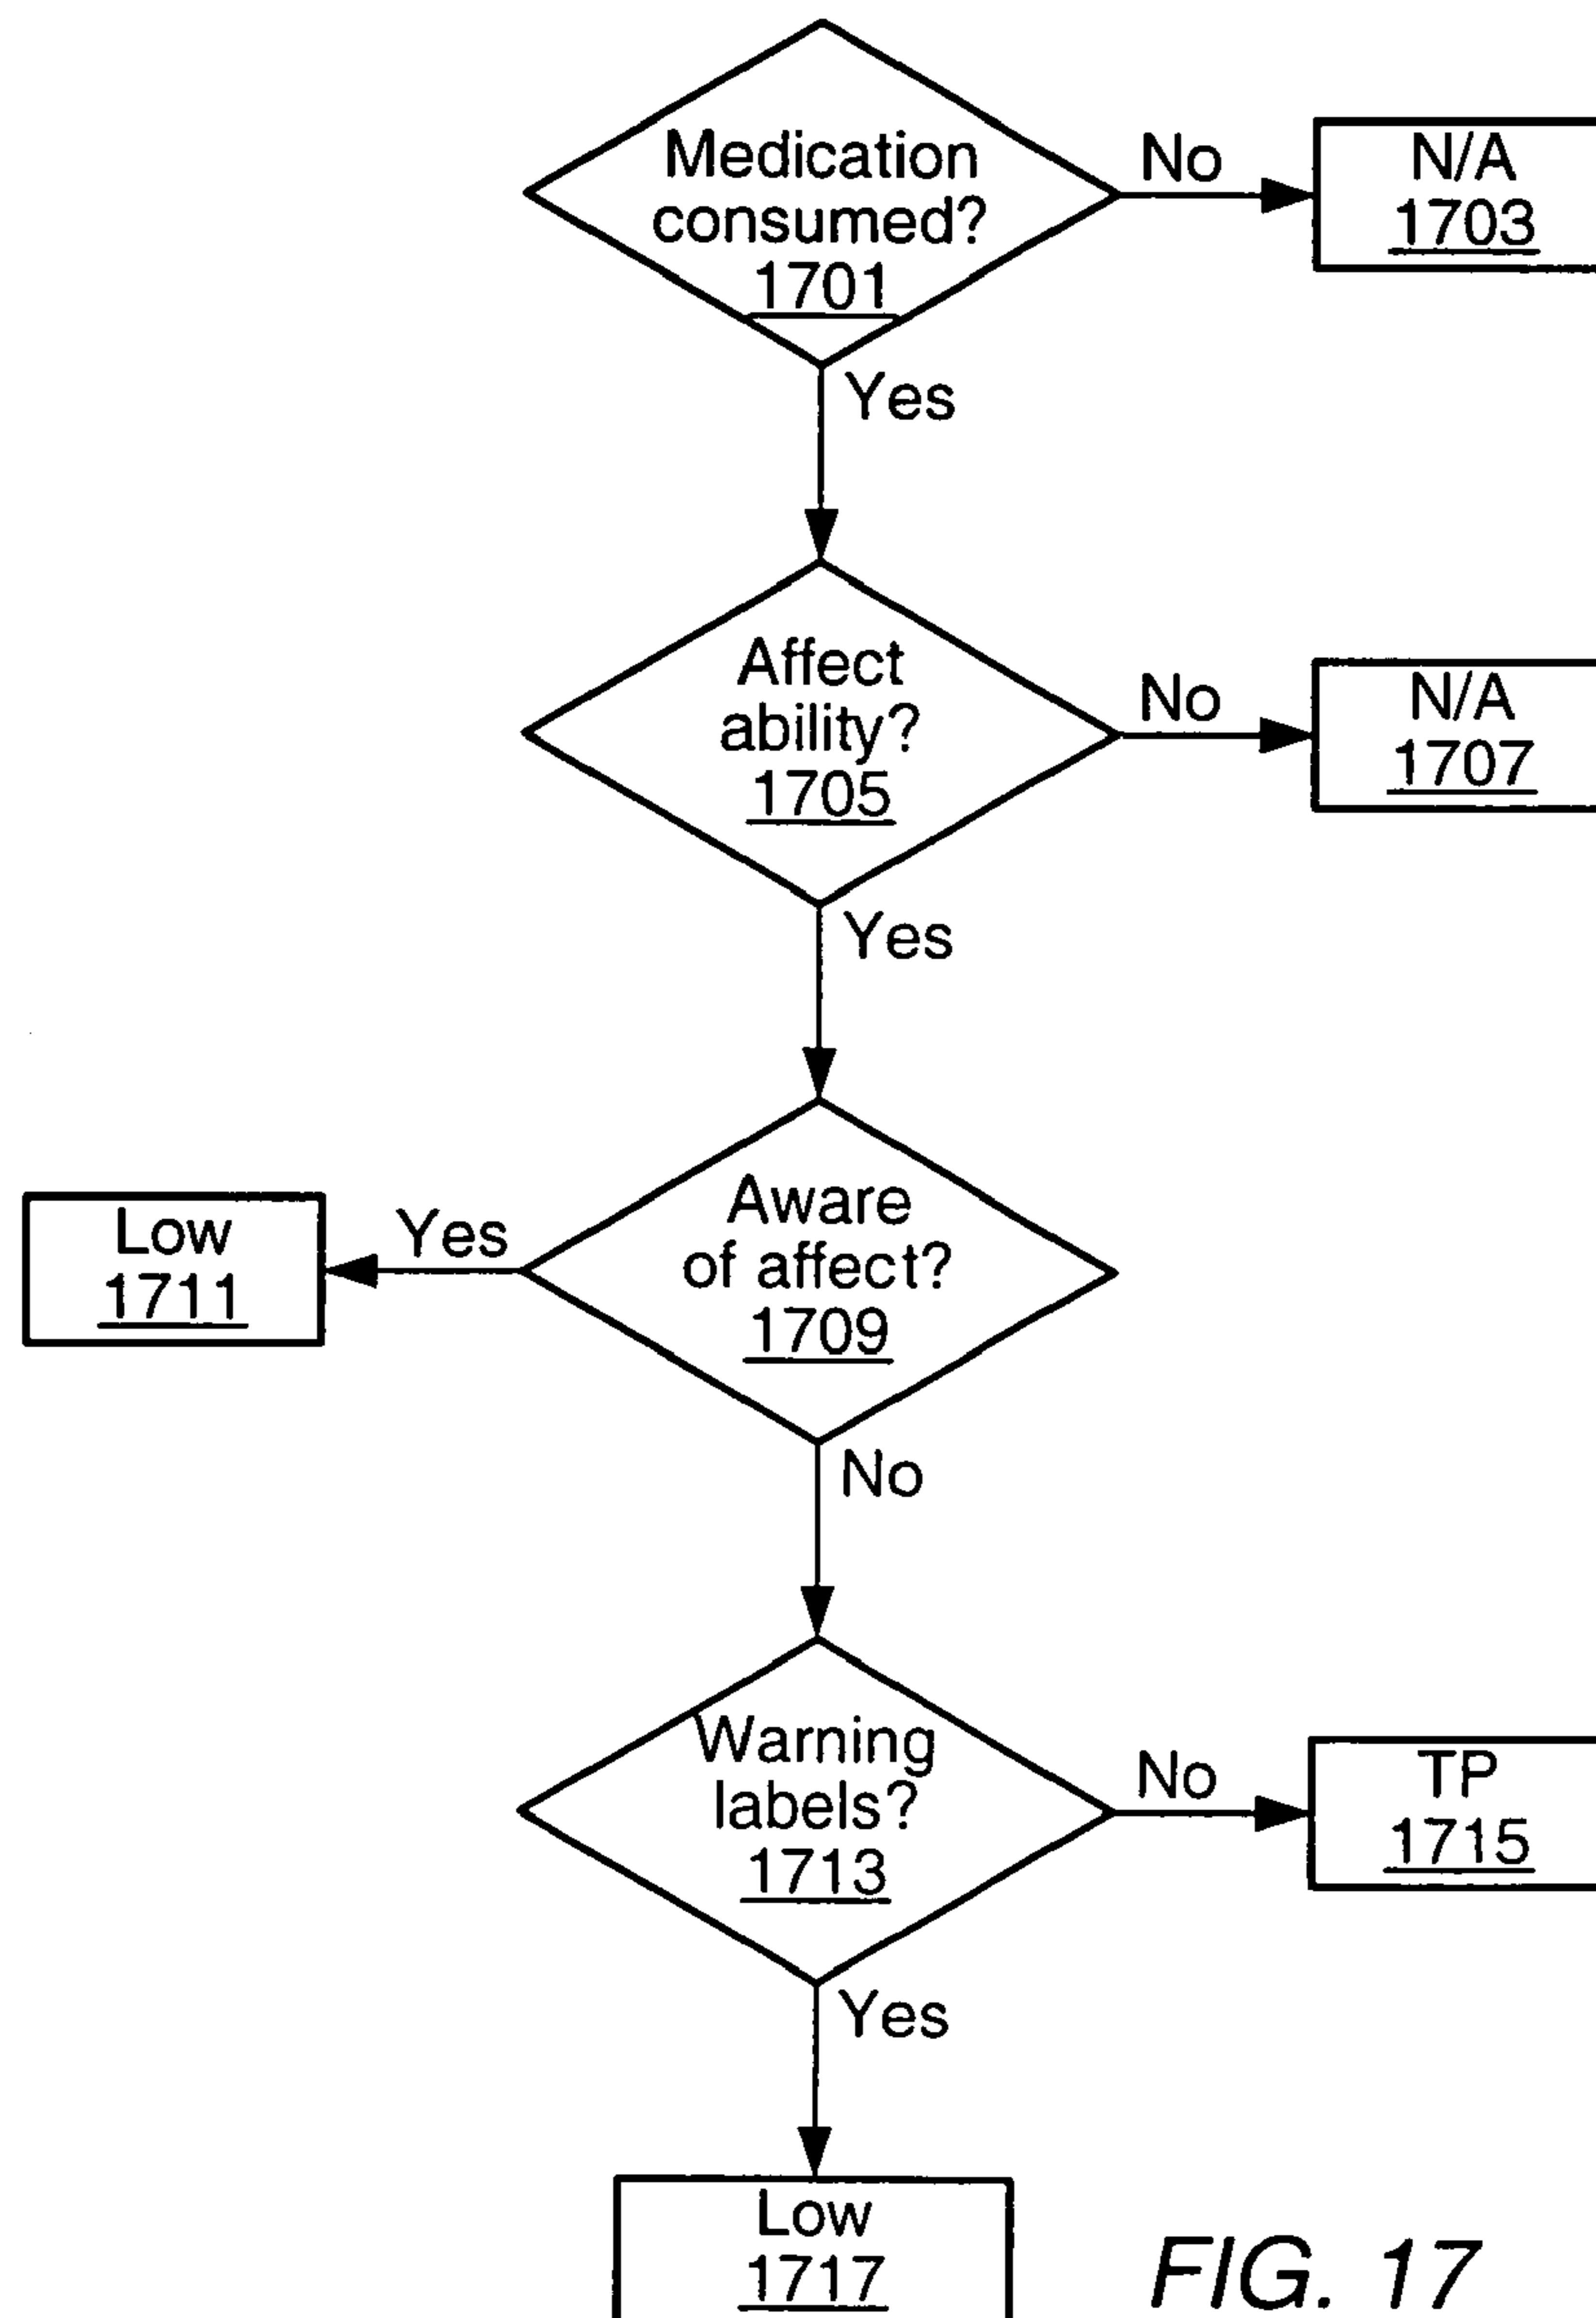 Medication
consumed?
1701
No
N/A
1703
Yes
Affect
ability?
1705
No
N/A
1707
Yes
Aware
of affect?
1709
Yes
Low
1711
No
Warning
labels?
1713
No
TP
1715
Yes
Low
1717
FIG. 17